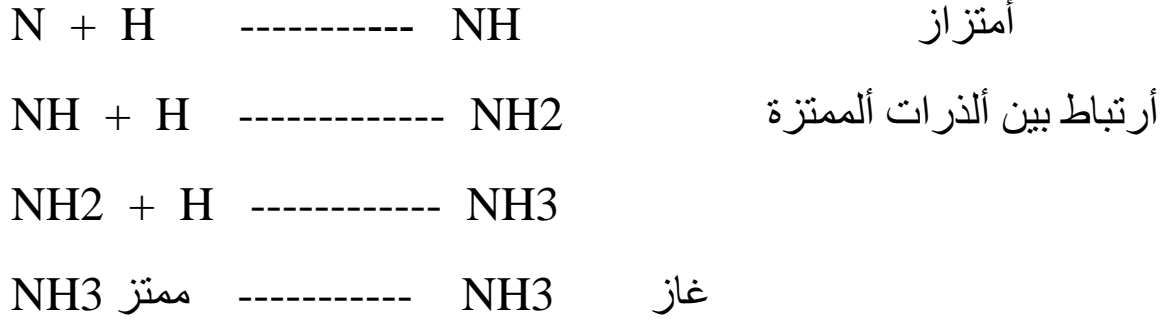 N + H -------------- NH أمتزاز
NH + H ------------- NH2 أرتباط بين ألذرات ألممتزة
NH2 + H ------------ NH3
NH3 ممتز ----------- NH3 غاز